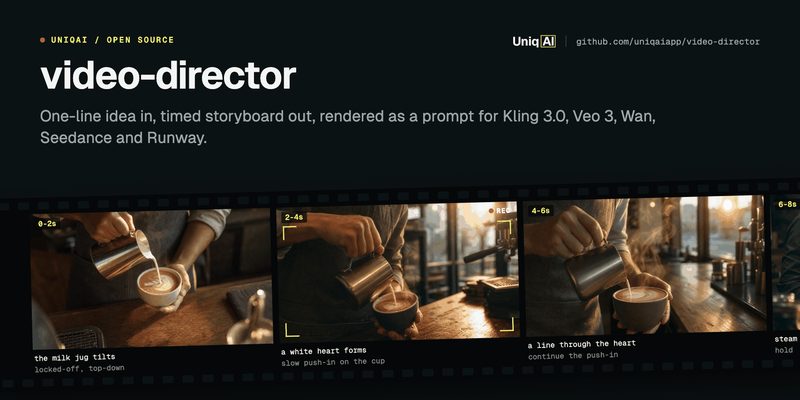 UNIQAI / OPEN SOURCE
UniqAI
github.com/uniqaiapp/video-director
video-director
One-line idea in, timed storyboard out, rendered as a prompt for Kling 3.0, Veo 3, Wan,
Seedance and Runway.
0-2s
2-4s
REC
4-6s
6-8s
the milk jug tilts
locked-off, top-down
a white heart forms
slow push-in on the cup
a line through the heart
continue the push-in
steam
hold